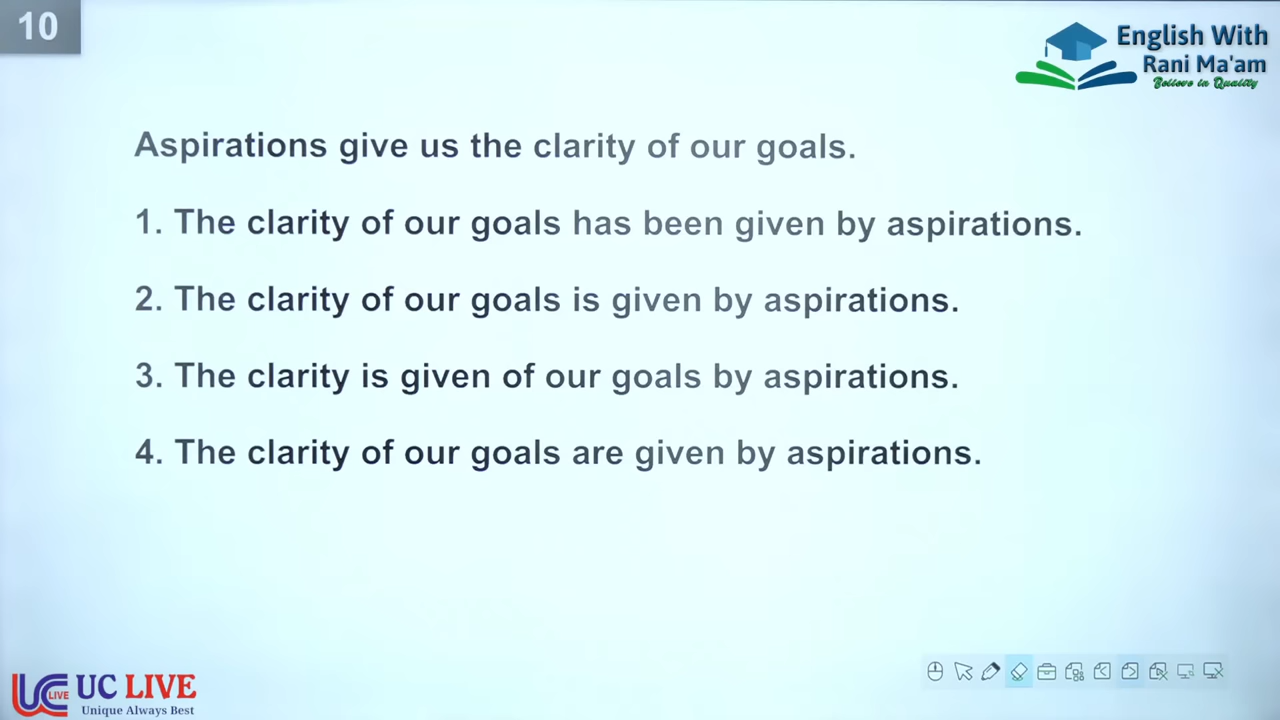 10
English With
Rani Ma'am
Believe in Quality
Aspirations give us the clarity of our goals.
1. The clarity of our goals has been given by aspirations.
2. The clarity of our goals is given by aspirations.
3. The clarity is given of our goals by aspirations.
4. The clarity of our goals are given by aspirations.
UC LIVE
LIVE
Unique Always Best